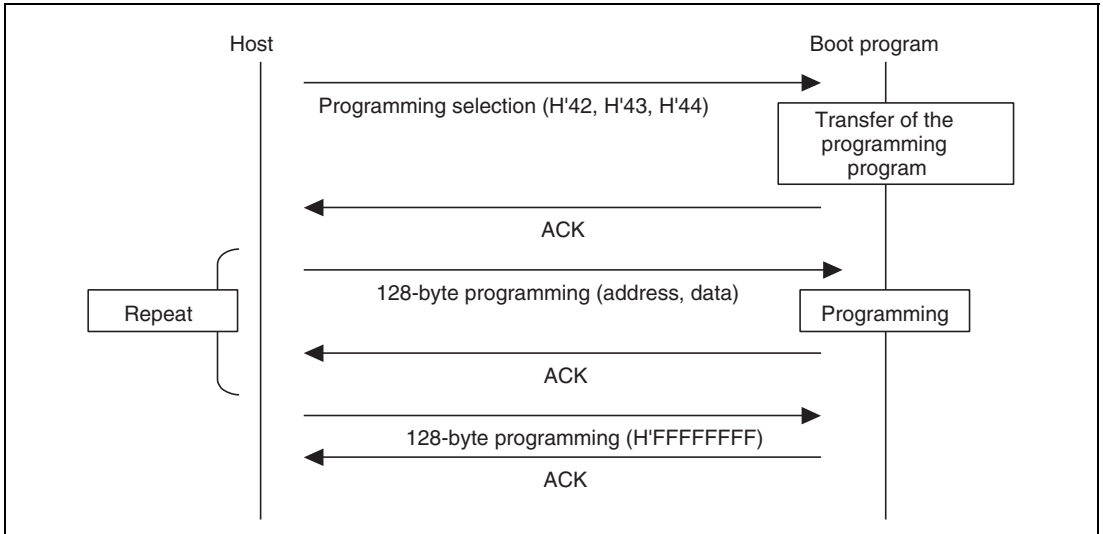 Host
Boot program
Programming selection (H'42, H'43, H'44)
Transfer of the
programming
program
ACK
128-byte programming (address, data)
Repeat
Programming
ACK
128-byte programming (H'FFFFFFFF)
ACK